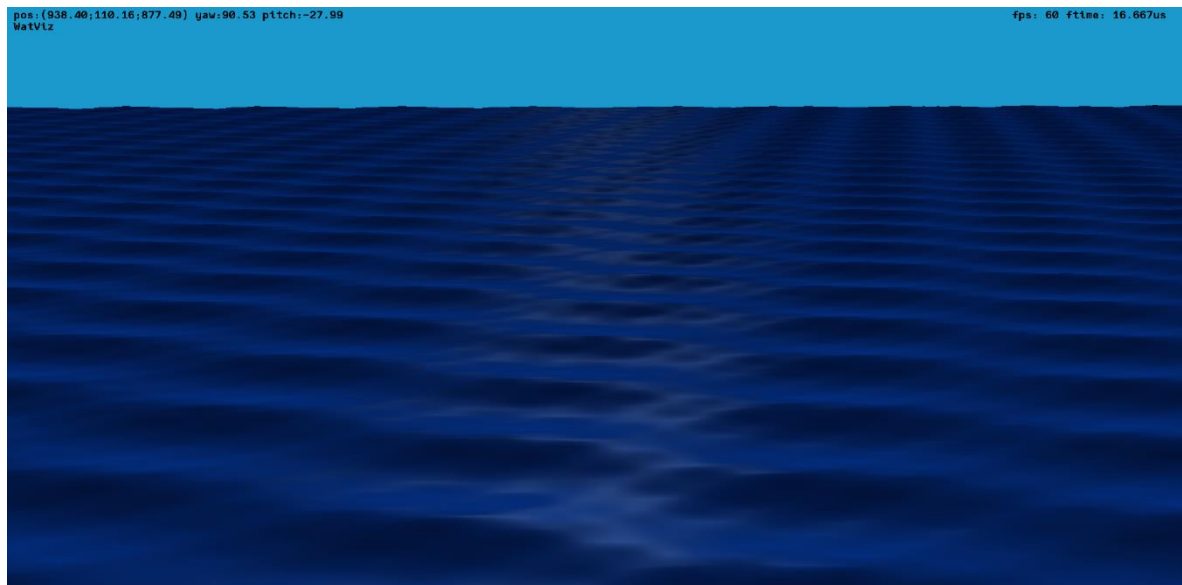 pos:(938.40;110.16;877.49) yaw:90.53 pitch:-27.99
fps: 60 ftime: 16.667us
WatViz